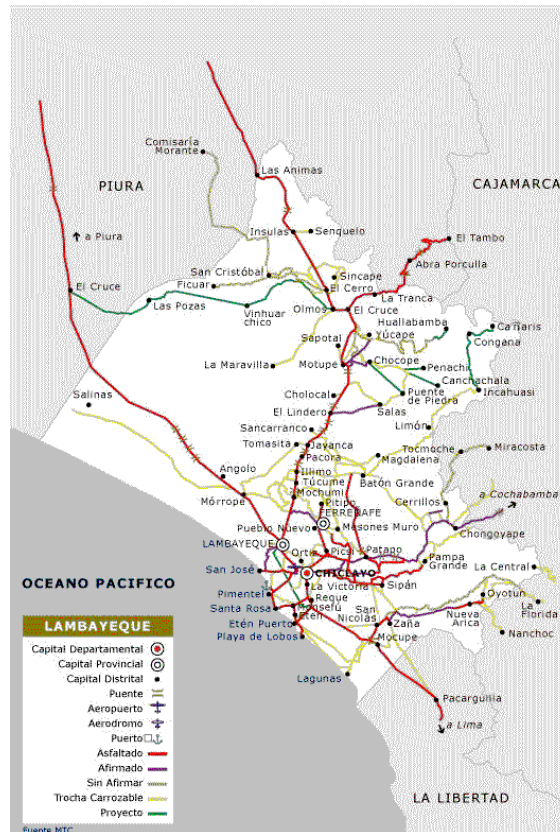 Comisaría
Morante
Las Animas
PIURA
CAJAMARCA
a Piura
Insulas
Senquelo
El Tambo
Abra Porculla
San Cristóbal
Sincape
Ficuar
El Cerro
El Cruce
La Tranca
Las Pozas
Vinhuar
chico
Olmos
El Cruce
Huallabamba
Yúcape
Cañaris
Congana
Sapotal
La Maravilla
Motupe
Chocope
Penachi
Canchachala
Salinas
Cholocal
Puente
de Piedra
Incahuasi
El Lindero
Salas
Sancarranco
Limón
Tomasita
Jayanca
Pacora
Tocmoche
Miracosta
Magdalena
Angolo
Illimo
Túcume
Batón Grande
a Cochabamba
Mórrope
Mochumi
Pitipo
FERREÑAFE
Cerrillos
Pueblo Nuevo
Mesones Muro
Chongoyape
LAMBAYEQUE
Ortiz
Picsi
Patapo
Pampa
Grande
La Central
San José
CHICLAYO
OCEANO PACIFICO
La Victoria
Sipán
Pimentel
Reque
Oyotun
Santa Rosa
Monsefú
San
Nicolás
Zaña
Nueva
Arica
La
Florida
Etén
Etén Puerto
Nanchoc
Playa de Lobos
Mocupe
Lagunas
Pacarguilla
a Lima
LA LIBERTAD
LAMBAYEQUE
Capital Departamental
Capital Provincial
Capital Distrital
Puente
Aeropuerto
Aerodromo
Puerto
Asfaltado
Afirmado
Sin Afirmar
Trocha Carrozable
Proyecto
Fuente MTC